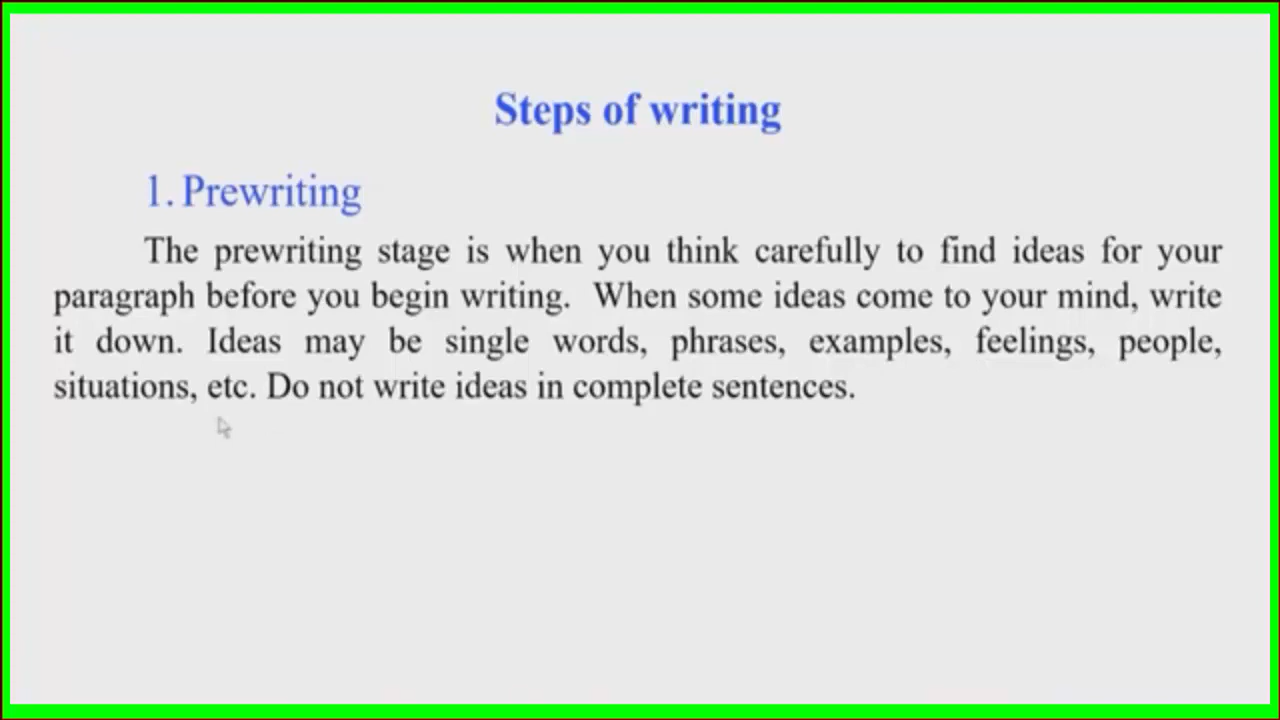 Steps of writing
1. Prewriting
The prewriting stage is when you think carefully to find ideas for your
paragraph before you begin writing.  When some ideas come to your mind, write
it down. Ideas may be single words, phrases, examples, feelings, people,
situations, etc. Do not write ideas in complete sentences.